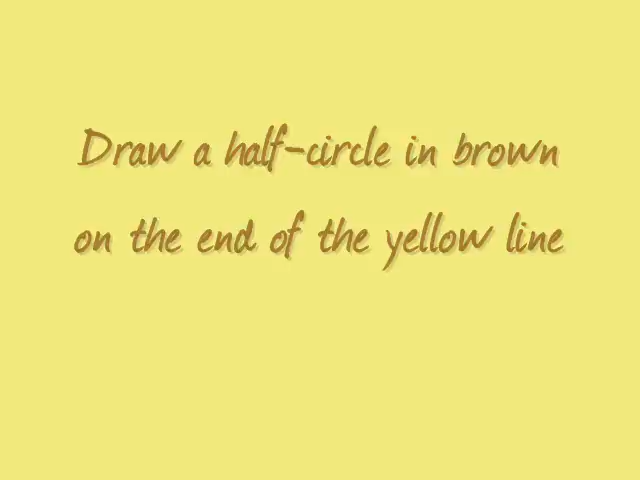 Draw a half-circle in brown
on the end of the yellow line